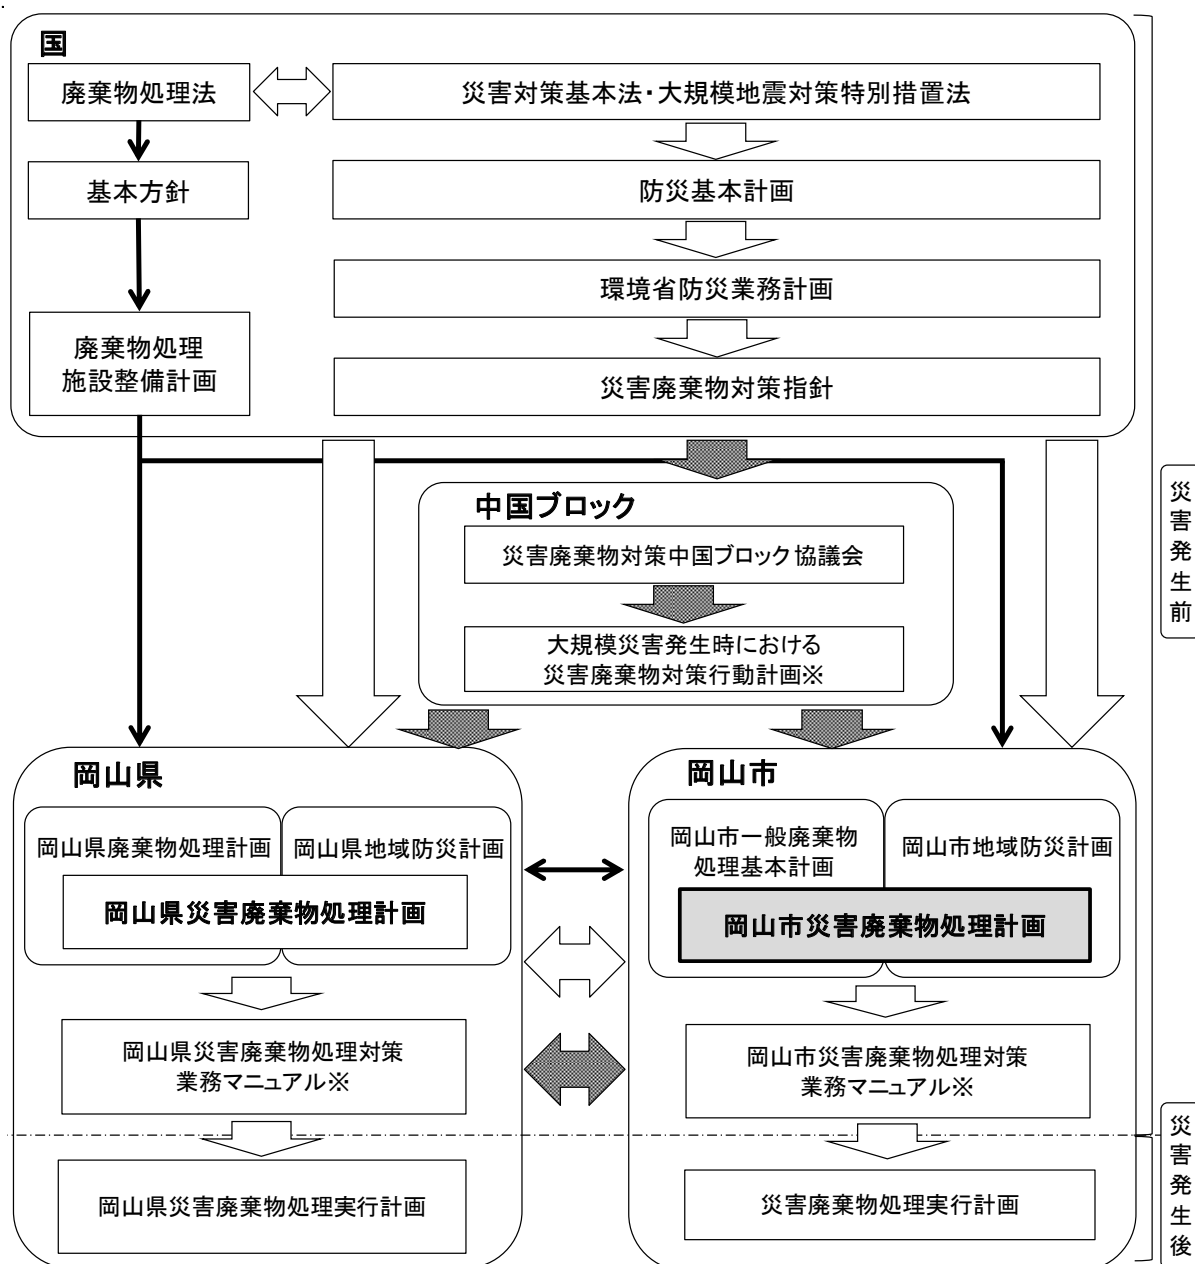 国
廃棄物処理法
災害対策基本法・大規模地震対策特別措置法
基本方針
防災基本計画
環境省防災業務計画
廃棄物処理
施設整備計画
災害廃棄物対策指針
中国ブロック
災害廃棄物対策中国ブロック協議会
大規模災害発生時における
災害廃棄物対策行動計画※
災害発生前
岡山県
岡山県廃棄物処理計画
岡山県地域防災計画
岡山県災害廃棄物処理計画
岡山県災害廃棄物処理対策
業務マニュアル※
岡山県災害廃棄物処理実行計画
岡山市
岡山市一般廃棄物
処理基本計画
岡山市地域防災計画
岡山市災害廃棄物処理計画
岡山市災害廃棄物処理対策
業務マニュアル※
災害廃棄物処理実行計画
災害発生後